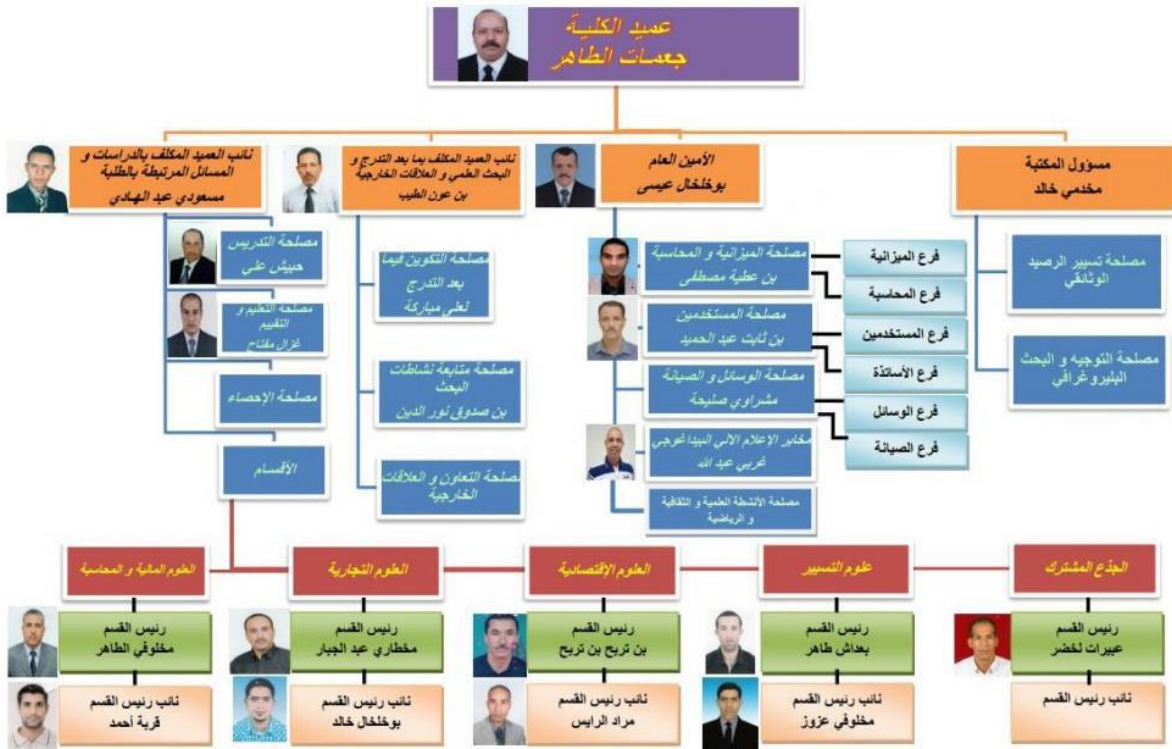 عميد الكلية
جعمات الطاهر
مسؤول المكتبة
مخدمي خالد
الأمين العام
بوخلخال عيسى
نائب العميد المكلف بما بعد التدرج و
البحث العلمي و العلاقات الخارجية
بن عون الطيب
نائب العميد المكلف بالدراسات و
المسائل المرتبطة بالطلبة
مسعودي عبد الهادي
مصلحة تسيير الرصيد
الوثائقي
مصلحة التوجيه و البحث
البليروغرافي
مصلحة الميزانية و المحاسبة
بن عطية مصطفى
فرع الميزانية
فرع المحاسبة
مصلحة المستخدمين
بن ثابت عبد الحميد
فرع المستخدمين
فرع الأساتذة
مصلحة الوسائل و الصيانة
مشراوي صليحة
فرع الوسائل
فرع الصيانة
مخابر الإعلام الألي البيداغوجي
غربي عبد الله
مصلحة الأنشطة العلمية و الثقافية
و الرياضية
مصلحة التكوين فيما
بعد التدرج
لعلى مباركة
مصلحة متابعة نشاطات
البحث
بن صدوق نور الدين
مصلحة التعاون و العلاقات
الخارجية
مصلحة التدريس
حبيش علي
مصلحة التعليم و
التقييم
غزال مفتاح
مصلحة الإحصاء
الأقسام
الجذع المشترك
علوم التسيير
العلوم الإقتصادية
العلوم التجارية
العلوم المالية و المحاسبة
رئيس القسم
عبيرات لخضر
رئيس القسم
بعداش طاهر
رئيس القسم
بن تريح بن تريح
رئيس القسم
مخطاري عبد الجبار
رئيس القسم
مخلوفي الطاهر
نائب رئيس القسم
نائب رئيس القسم
مخلوفي عزوز
نائب رئيس القسم
مراد الرايس
نائب رئيس القسم
بوخلخال خالد
نائب رئيس القسم
قرية أحمد